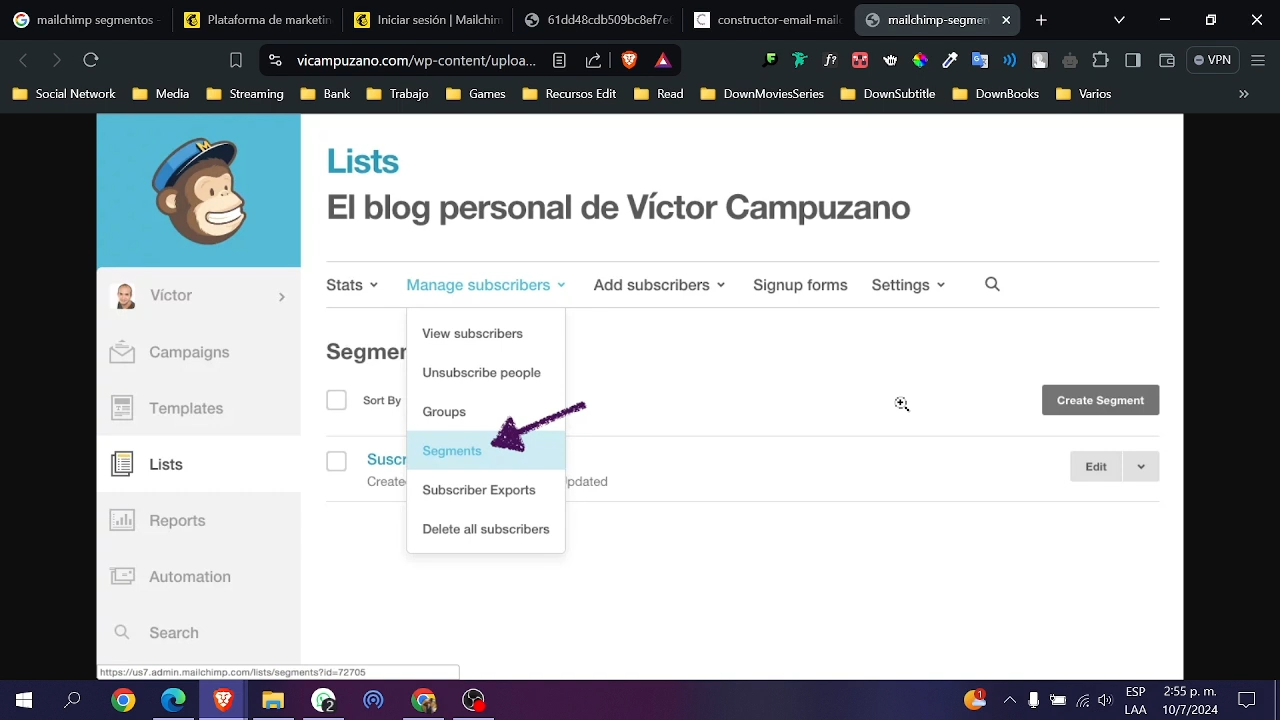 mailchimp segmentos -
Plataforma de marketin
Iniciar sesión | Mailchim
61dd48cdb509bc8ef7e6
constructor-email-mailc
mailchimp-segmen
vicampuzano.com/wp-content/uploa...
VPN
Social Network
Media
Streaming
Bank
Trabajo
Games
Recursos Edit
Read
DownMoviesSeries
DownSubtitle
DownBooks
Varios
Lists
El blog personal de Víctor Campuzano
Stats
Manage subscribers
Add subscribers
Signup forms
Settings
Víctor
Campaigns
Templates
Lists
Reports
Automation
Search
View subscribers
Unsubscribe people
Groups
Segments
Subscriber Exports
Delete all subscribers
Segmen
Sort By
Create Segment
Suscr
Create
pdated
Edit
https://us7.admin.mailchimp.com/lists/segments?id=72705
2
1
ESP
LAA
2:55 p.m.
10/7/2024